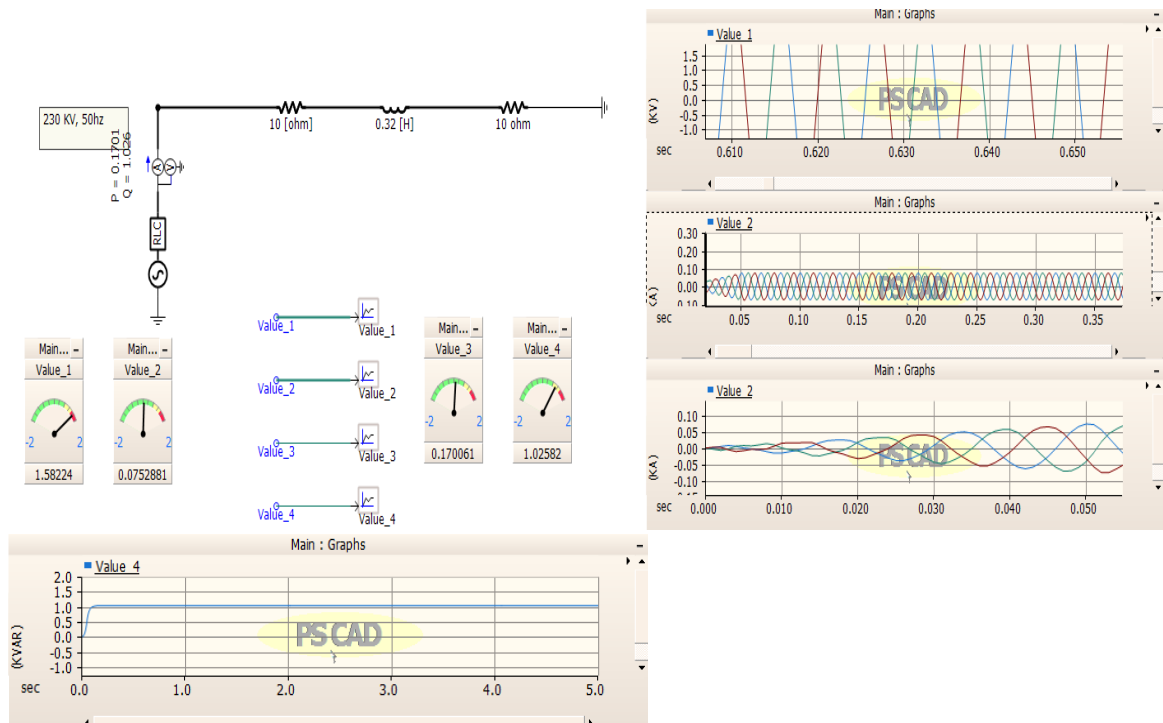 230 KV, 50hz
P = 0.1701
Q = 1.026
A
V
RLC
10 [ohm]
0.32 [H]
10 ohm
Main...
Value_1
-2
2
1.58224
Main...
Value_2
-2
2
0.0752881
Value_1
Value_1
Value_2
Value_2
Value_3
Value_3
Value_4
Value_4
Main...
Value_3
-2
2
0.170061
Main...
Value_4
-2
2
1.02582
Main : Graphs
Value_1
(KV)
1.5
1.0
0.5
0.0
-0.5
-1.0
PSCAD
sec
0.610
0.620
0.630
0.640
0.650
Main : Graphs
Value_2
0.30
0.20
0.10
0.00
PSCAD
sec
0.05
0.10
0.15
0.20
0.25
0.30
0.35
Main : Graphs
Value_2
(KA)
0.10
0.05
0.00
-0.05
-0.10
PSCAD
sec
0.000
0.010
0.020
0.030
0.040
0.050
Main : Graphs
Value_4
(KVAR)
2.0
1.5
1.0
0.5
0.0
-0.5
-1.0
PSCAD
sec
0.0
1.0
2.0
3.0
4.0
5.0